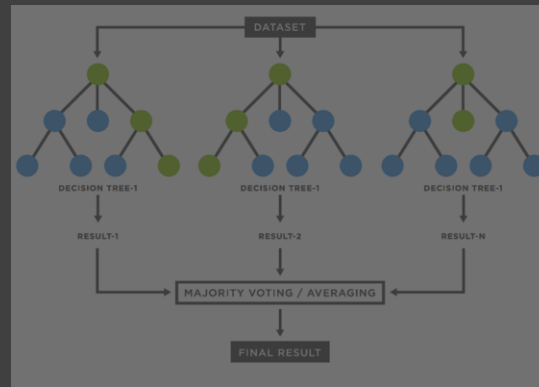 DATASET
DECISION TREE-1 DECISION TREE-1 DECISION TREE-1
RESULT-1 RESULT-2 RESULT-N
MAJORITY VOTING / AVERAGING
FINAL RESULT